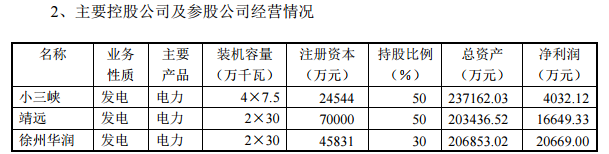 2、主要控股公司及参股公司经营情况
名称 业务性质 主要产品 装机容量（万千瓦） 注册资本（万元） 持股比例（%） 总资产（万元） 净利润（万元）
小三峡 发电 电力 4×7.5 24544 50 237162.03 4032.12
靖远 发电 电力 2×30 70000 50 203436.52 16649.33
徐州华润 发电 电力 2×30 45831 30 206853.02 20669.00